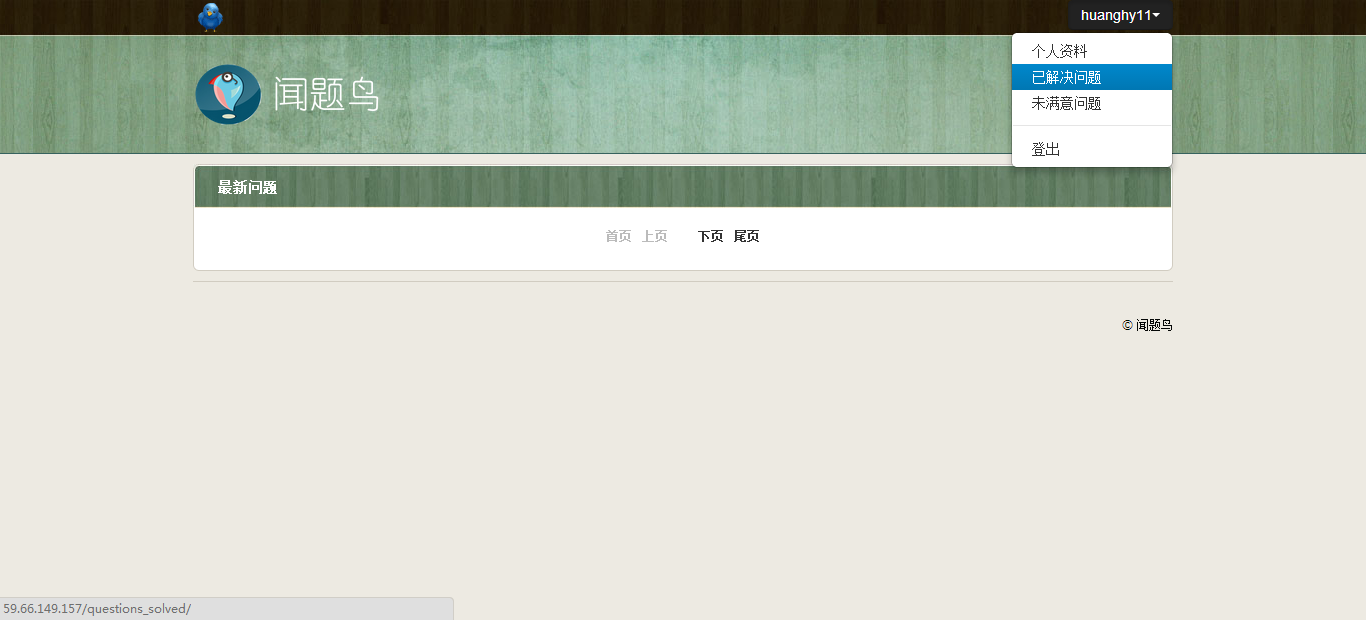 huanghy11
个人资料
已解决问题
未满意问题
登出
闻题鸟
最新问题
首页 上页 下页 尾页
© 闻题鸟
59.66.149.157/questions_solved/